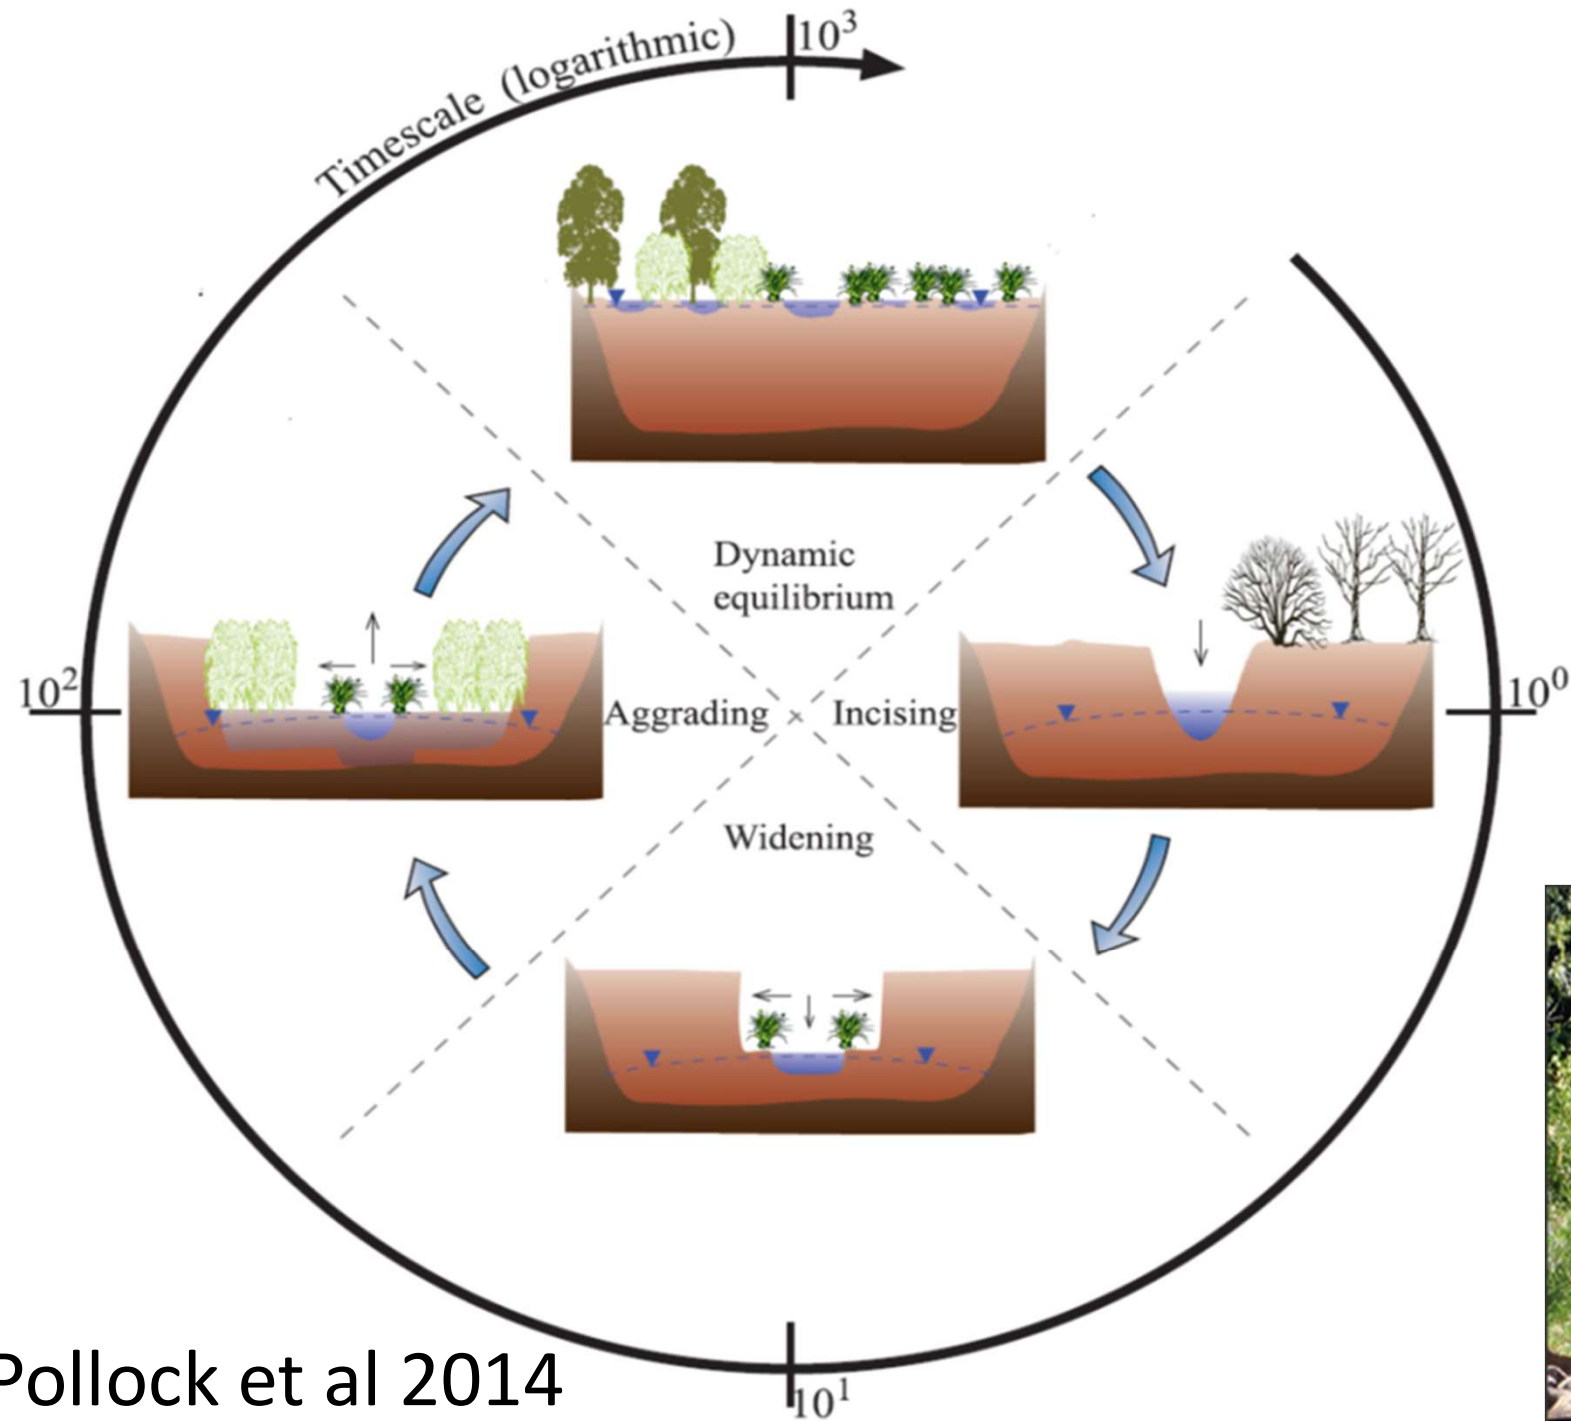 Timescale (logarithmic)
10³
Dynamic
equilibrium
10²
Aggrading
Incising
10⁰
Widening
10¹
Pollock et al 2014